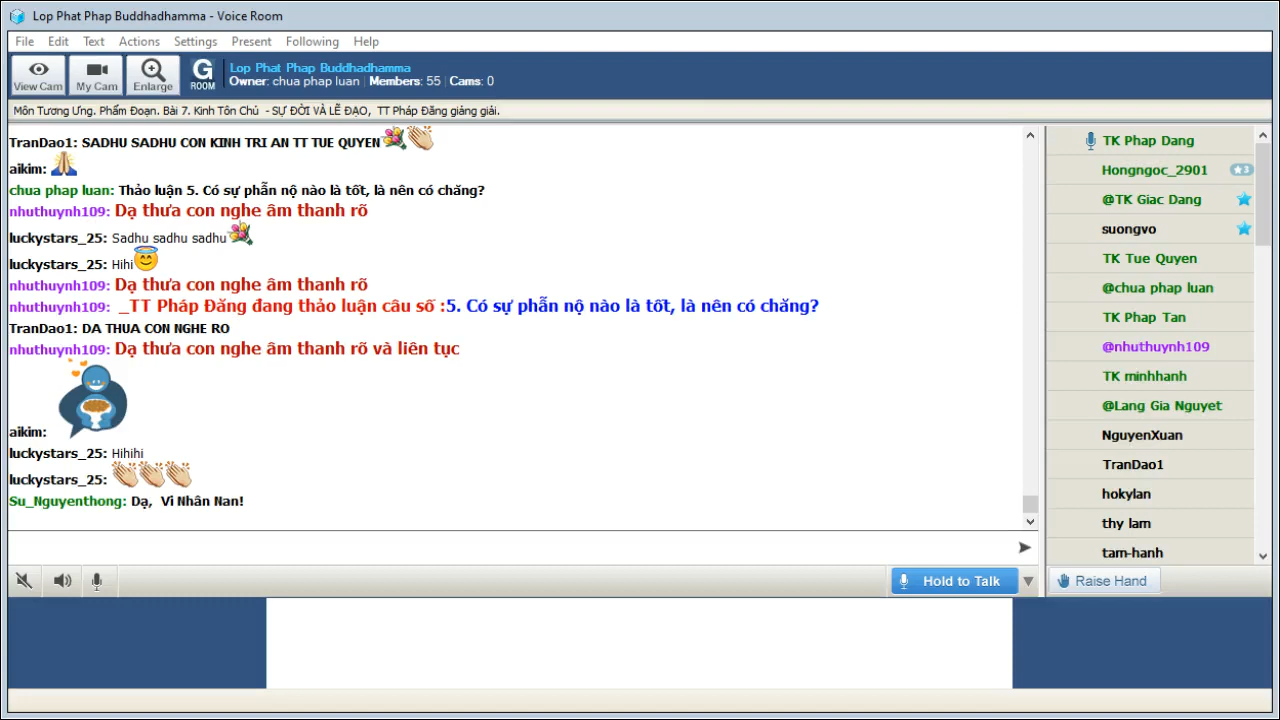 Lop Phat Phap Buddhadhamma - Voice Room
File Edit Text Actions Settings Present Following Help
View Cam My Cam Enlarge G ROOM
Lop Phat Phap Buddhadhamma
Owner: chua phap luan Members: 55 Cams: 0
Môn Tương Ưng. Phẩm Đoạn. Bài 7. Kinh Tôn Chủ - SỰ ĐỜI VÀ LẼ ĐẠO, TT Pháp Đăng giảng giải.
TranDao1: SADHU SADHU CON KINH TRI AN TT TUE QUYEN
aikim:
chua phap luan: Thảo luận 5. Có sự phẫn nộ nào là tốt, là nên có chăng?
nhuthuynh109: Dạ thưa con nghe âm thanh rõ
luckystars_25: Sadhu sadhu sadhu
luckystars_25: Hihi
nhuthuynh109: Dạ thưa con nghe âm thanh rõ
nhuthuynh109: _TT Pháp Đăng đang thảo luận câu số :5. Có sự phẫn nộ nào là tốt, là nên có chăng?
TranDao1: DA THUA CON NGHE RO
nhuthuynh109: Dạ thưa con nghe âm thanh rõ và liên tục
aikim:
luckystars_25: Hihihi
luckystars_25:
Su_Nguyenthong: Dạ, Vì Nhân Nan!
TK Phap Dang
Hongngoc_2901 3
@TK Giac Dang
suongvo
TK Tue Quyen
@chua phap luan
TK Phap Tan
@nhuthuynh109
TK minhhanh
@Lang Gia Nguyet
NguyenXuan
TranDao1
hokylan
thy lam
tam-hanh
Hold to Talk
Raise Hand